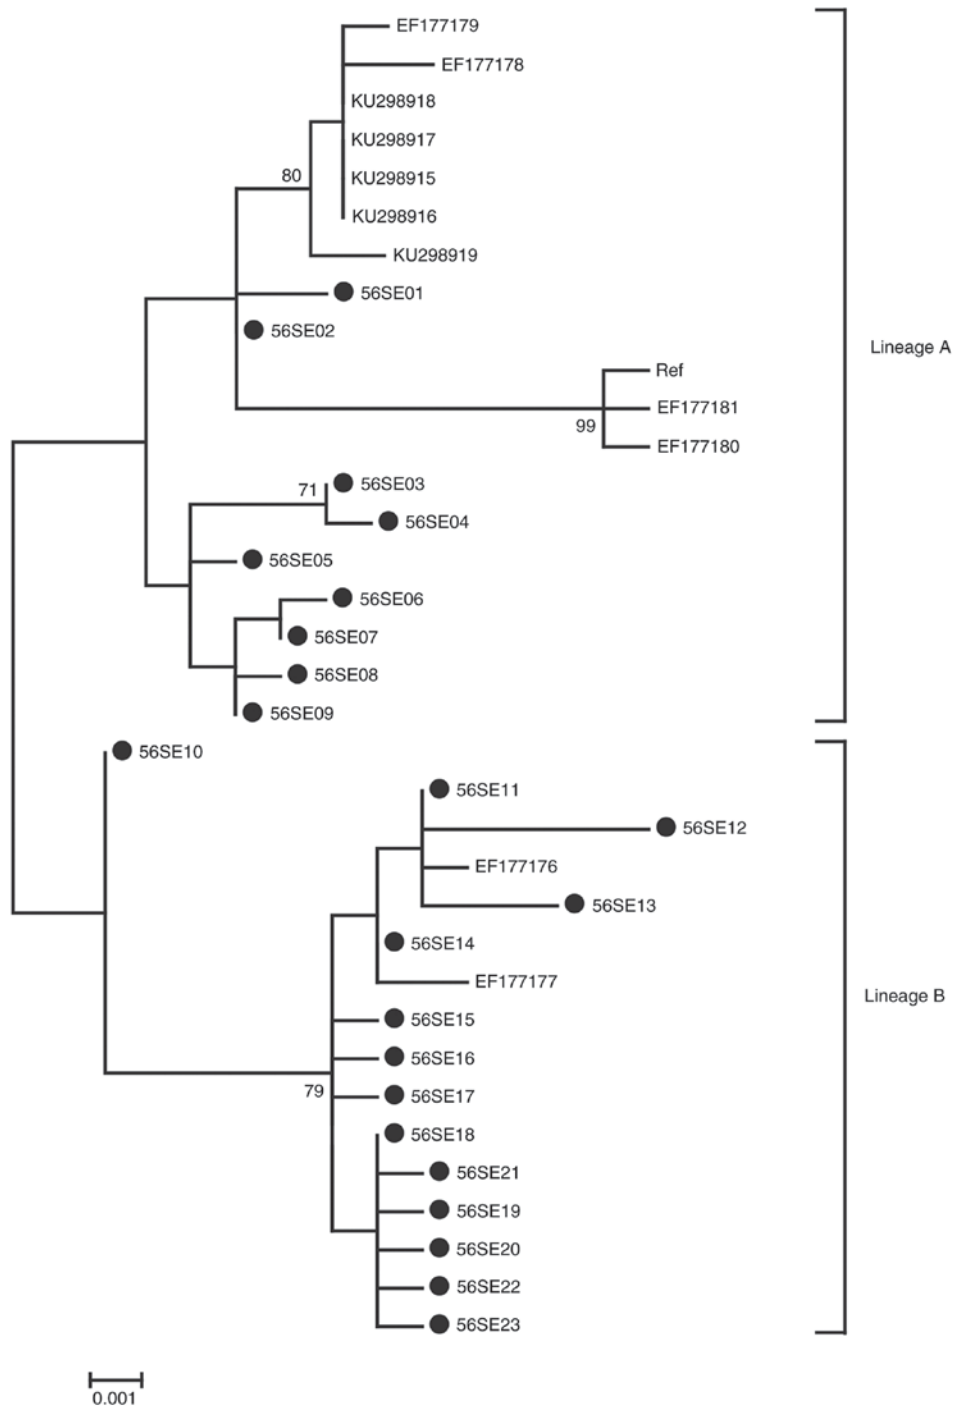 EF177179
EF177178
KU298918
KU298917
80
KU298915
KU298916
KU298919
56SE01
56SE02
Lineage A
Ref
EF177181
99
EF177180
56SE03
71
56SE04
56SE05
56SE06
56SE07
56SE08
56SE09
56SE10
56SE11
56SE12
EF177176
56SE13
56SE14
EF177177
Lineage B
56SE15
56SE16
79
56SE17
56SE18
56SE21
56SE19
56SE20
56SE22
56SE23
0.001